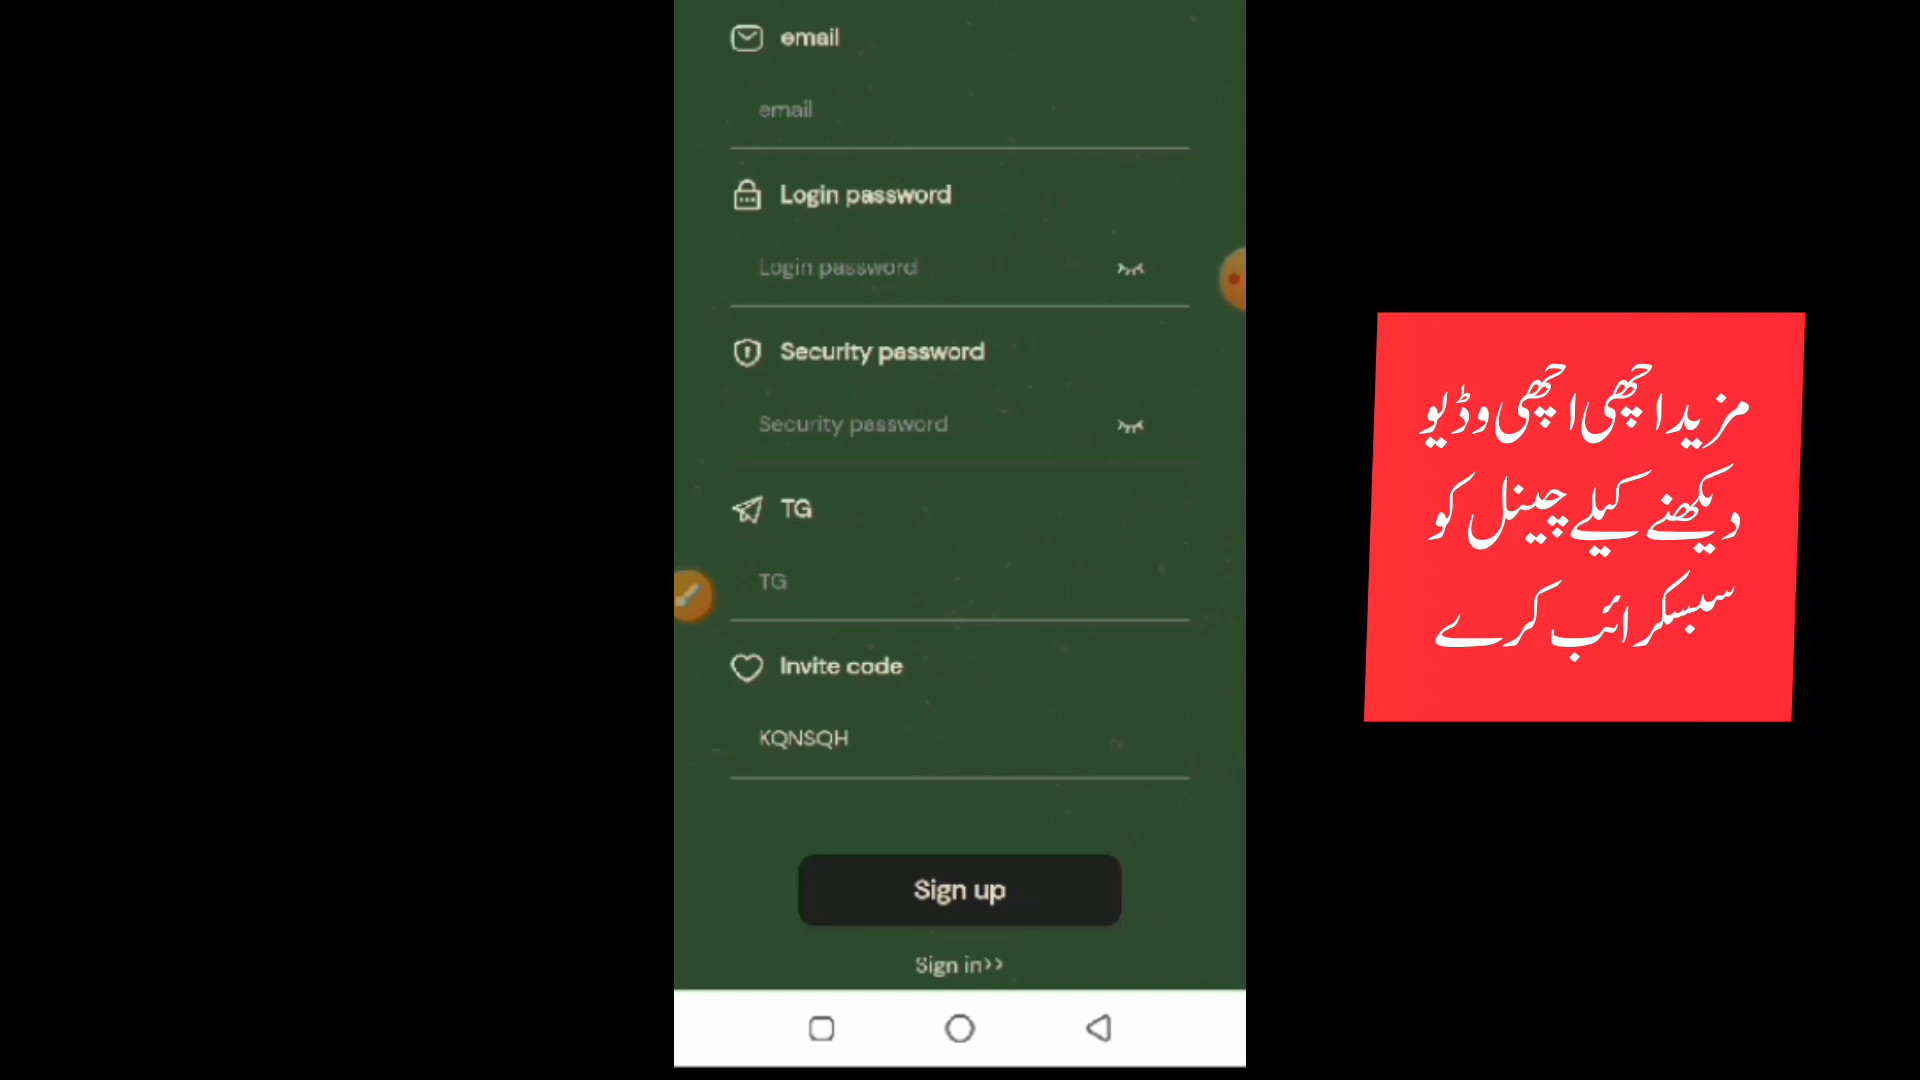 email
email
Login password
Login password
Security password
Security password
TG
TG
Invite code
KQNSQH
Sign up
Sign in>>
مزید اچھی اچھی وڈیو
دیکھنے کیلے چینل کو
سبسکرائب کرے